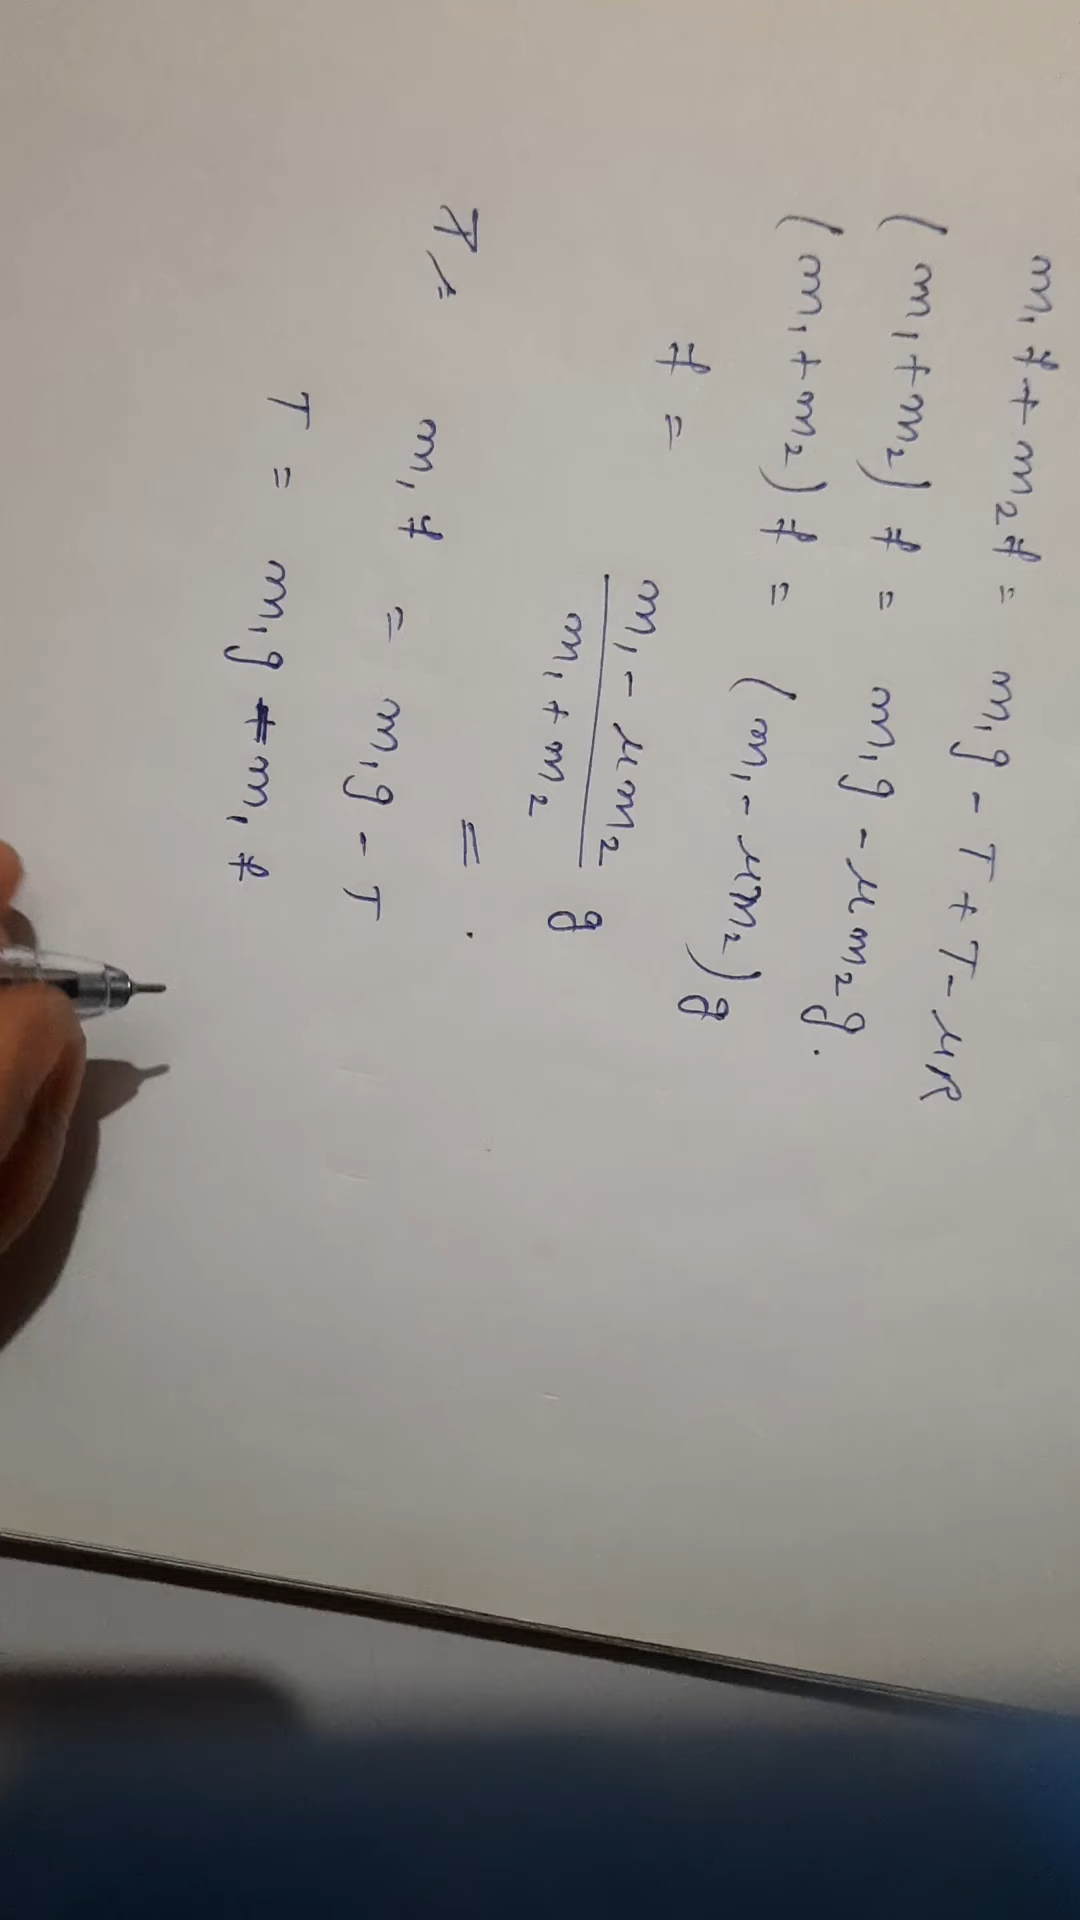 m₁f + m₂f = m₁g - T + T - μR
(m₁ + m₂) f = m₁g - μm₂g.
(m₁ + m₂) f = (m₁ - μm₂) g
f = \frac{m₁ - μm₂}{m₁ + m₂} g
= .
m₁f = m₁g - T
T = m₁g - m₁f